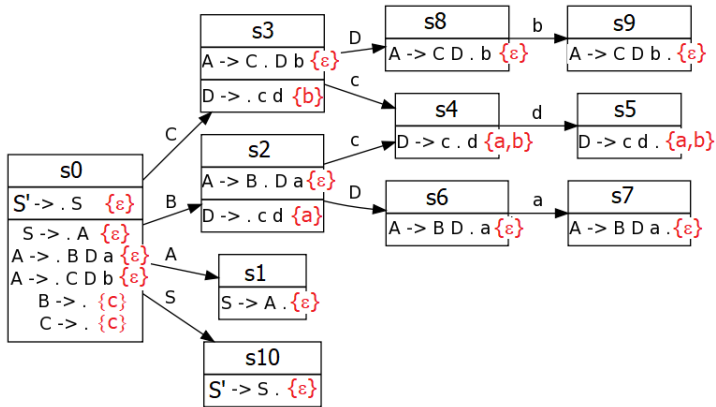 s0
S' -> . S {ε}
S -> . A {ε}
A -> . B D a {ε}
A -> . C D b {ε}
B -> . {c}
C -> . {c}
C
B
A
S
s3
A -> C . D b {ε}
D -> . c d {b}
s2
A -> B . D a {ε}
D -> . c d {a}
s1
S -> A . {ε}
s10
S' -> S . {ε}
D
c
c
D
s8
A -> C D . b {ε}
s4
D -> c . d {a,b}
s6
A -> B D . a {ε}
b
d
a
s9
A -> C D b . {ε}
s5
D -> c d . {a,b}
s7
A -> B D a . {ε}